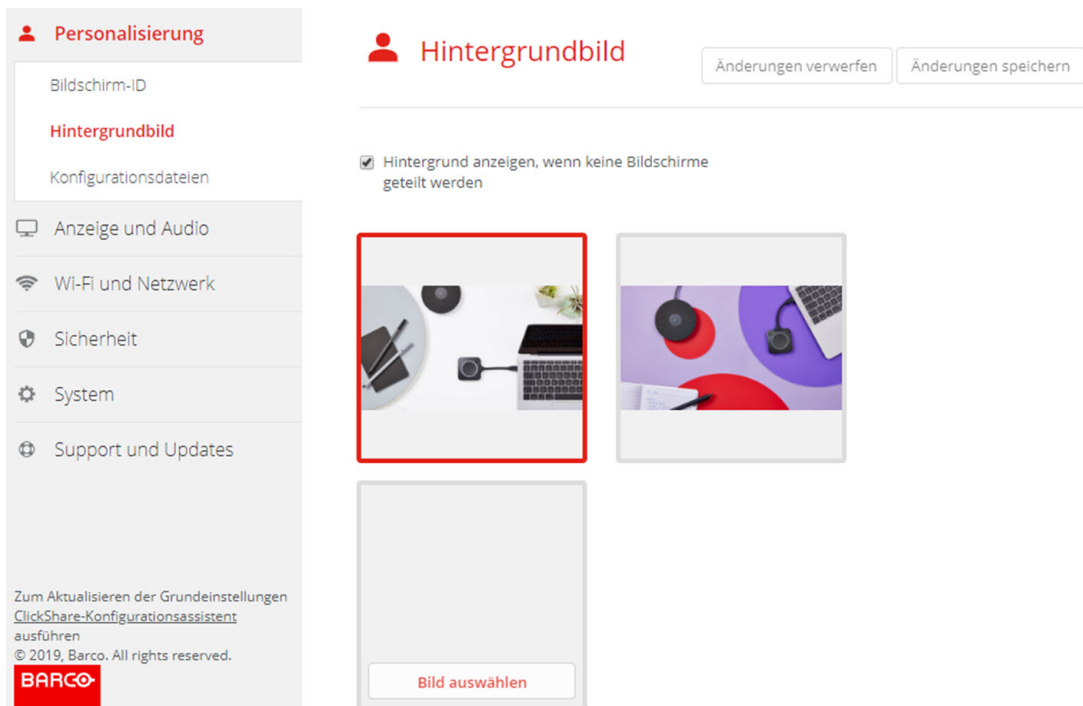 Personalisierung
Bildschirm-ID
Hintergrundbild
Konfigurationsdateien
Anzeige und Audio
Wi-Fi und Netzwerk
Sicherheit
System
Support und Updates
Zum Aktualisieren der Grundeinstellungen
ClickShare-Konfigurationsassistent
ausführen
© 2019, Barco. All rights reserved.
BARCO
Hintergrundbild
Änderungen verwerfen
Änderungen speichern
Hintergrund anzeigen, wenn keine Bildschirme
geteilt werden
Bild auswählen